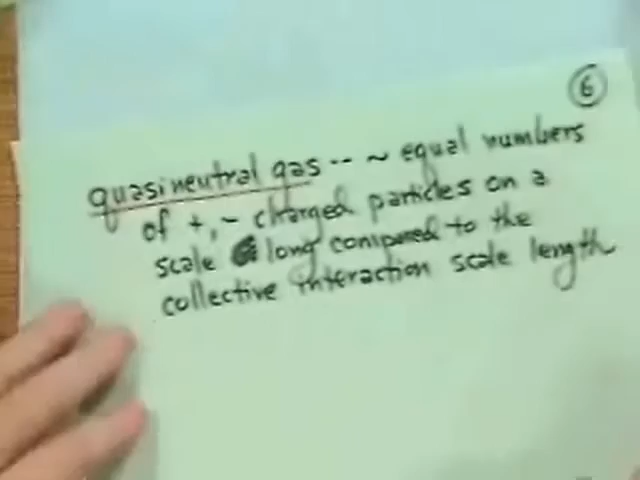 6
quasineutral gas -- ~ equal numbers
of +, - charged particles on a
scale long compared to the
collective interaction scale length